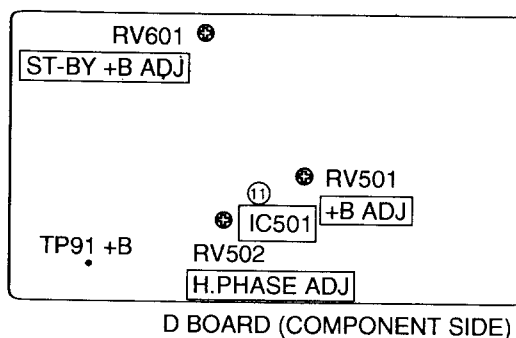 RV601
ST-BY +B ADJ
RV501
11
+B ADJ
IC501
TP91 +B
RV502
H.PHASE ADJ
D BOARD (COMPONENT SIDE)